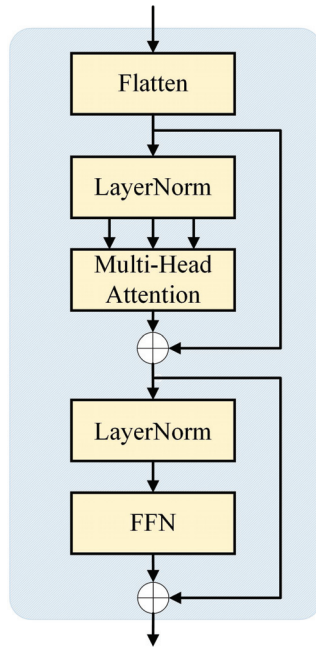 Flatten
LayerNorm
Multi-Head
Attention
LayerNorm
FFN